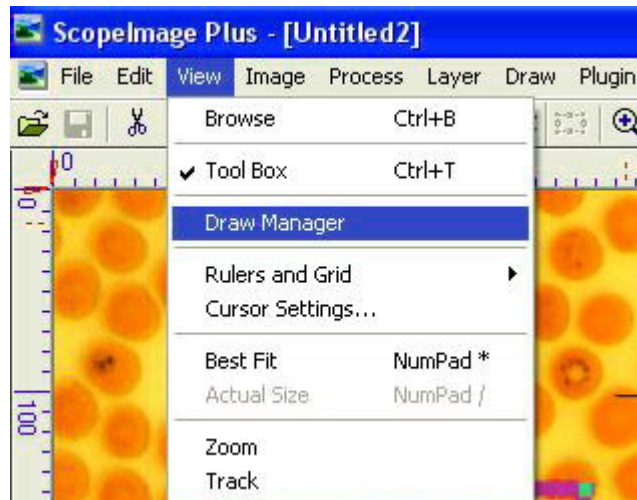 ScopeImage Plus - [Untitled2]
File Edit View Image Process Layer Draw Plugin
Browse Ctrl+B
Tool Box Ctrl+T
Draw Manager
Rulers and Grid
Cursor Settings...
Best Fit NumPad *
Actual Size NumPad /
Zoom
Track
0
0
100